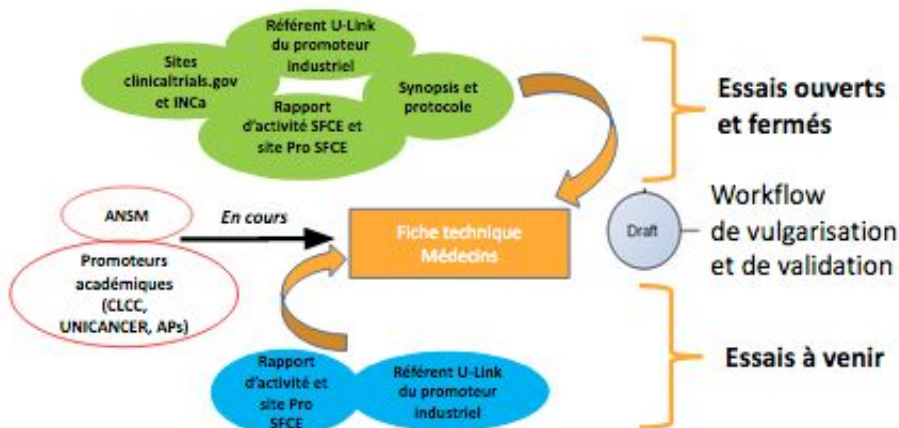 Référent U-Link
du promoteur
industriel
Sites
clinicaltrials.gov
et INCa
Synopsis et
protocole
Rapport
d'activité SFCE et
site Pro SFCE
Essais ouverts
et fermés
ANSM
En cours
Promoteurs
académiques
(CLCC,
UNICANCER, APs)
Fiche technique
Médecins
Draft
Workflow
de vulgarisation
et de validation
Rapport
d'activité et
site Pro
SFCE
Référent U-Link
du promoteur
industriel
Essais à venir